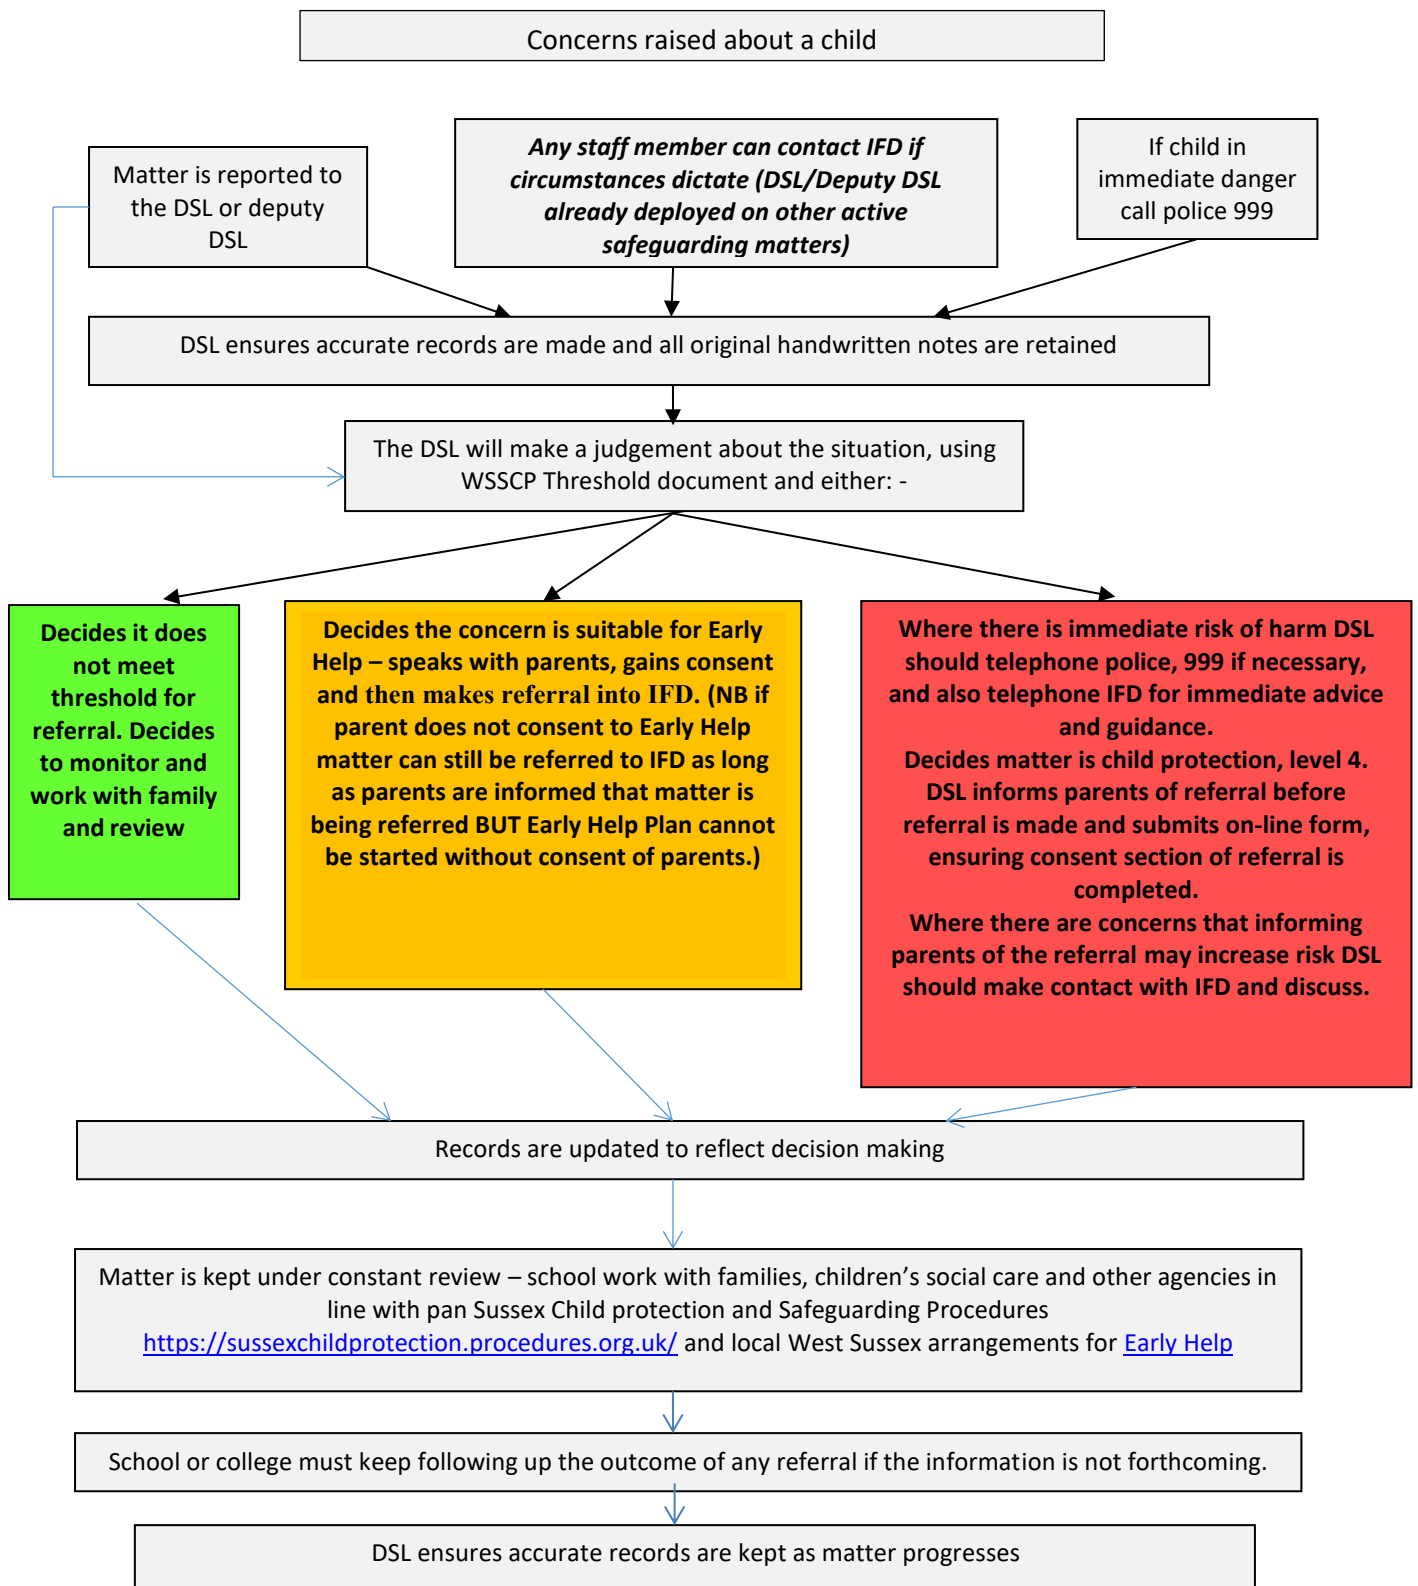 Concerns raised about a child
Matter is reported to
the DSL or deputy
DSL
Any staff member can contact IFD if
circumstances dictate (DSL/Deputy DSL
already deployed on other active
safeguarding matters)
If child in
immediate danger
call police 999
DSL ensures accurate records are made and all original handwritten notes are retained
The DSL will make a judgement about the situation, using
WSSCP Threshold document and either: -
Decides it does
not meet
threshold for
referral. Decides
to monitor and
work with family
and review
Decides the concern is suitable for Early
Help – speaks with parents, gains consent
and then makes referral into IFD. (NB if
parent does not consent to Early Help
matter can still be referred to IFD as long
as parents are informed that matter is
being referred BUT Early Help Plan cannot
be started without consent of parents.)
Where there is immediate risk of harm DSL
should telephone police, 999 if necessary,
and also telephone IFD for immediate advice
and guidance.
Decides matter is child protection, level 4.
DSL informs parents of referral before
referral is made and submits on-line form,
ensuring consent section of referral is
completed.
Where there are concerns that informing
parents of the referral may increase risk DSL
should make contact with IFD and discuss.
Records are updated to reflect decision making
Matter is kept under constant review – school work with families, children’s social care and other agencies in
line with pan Sussex Child protection and Safeguarding Procedures
https://sussexchildprotection.procedures.org.uk/ and local West Sussex arrangements for Early Help
School or college must keep following up the outcome of any referral if the information is not forthcoming.
DSL ensures accurate records are kept as matter progresses